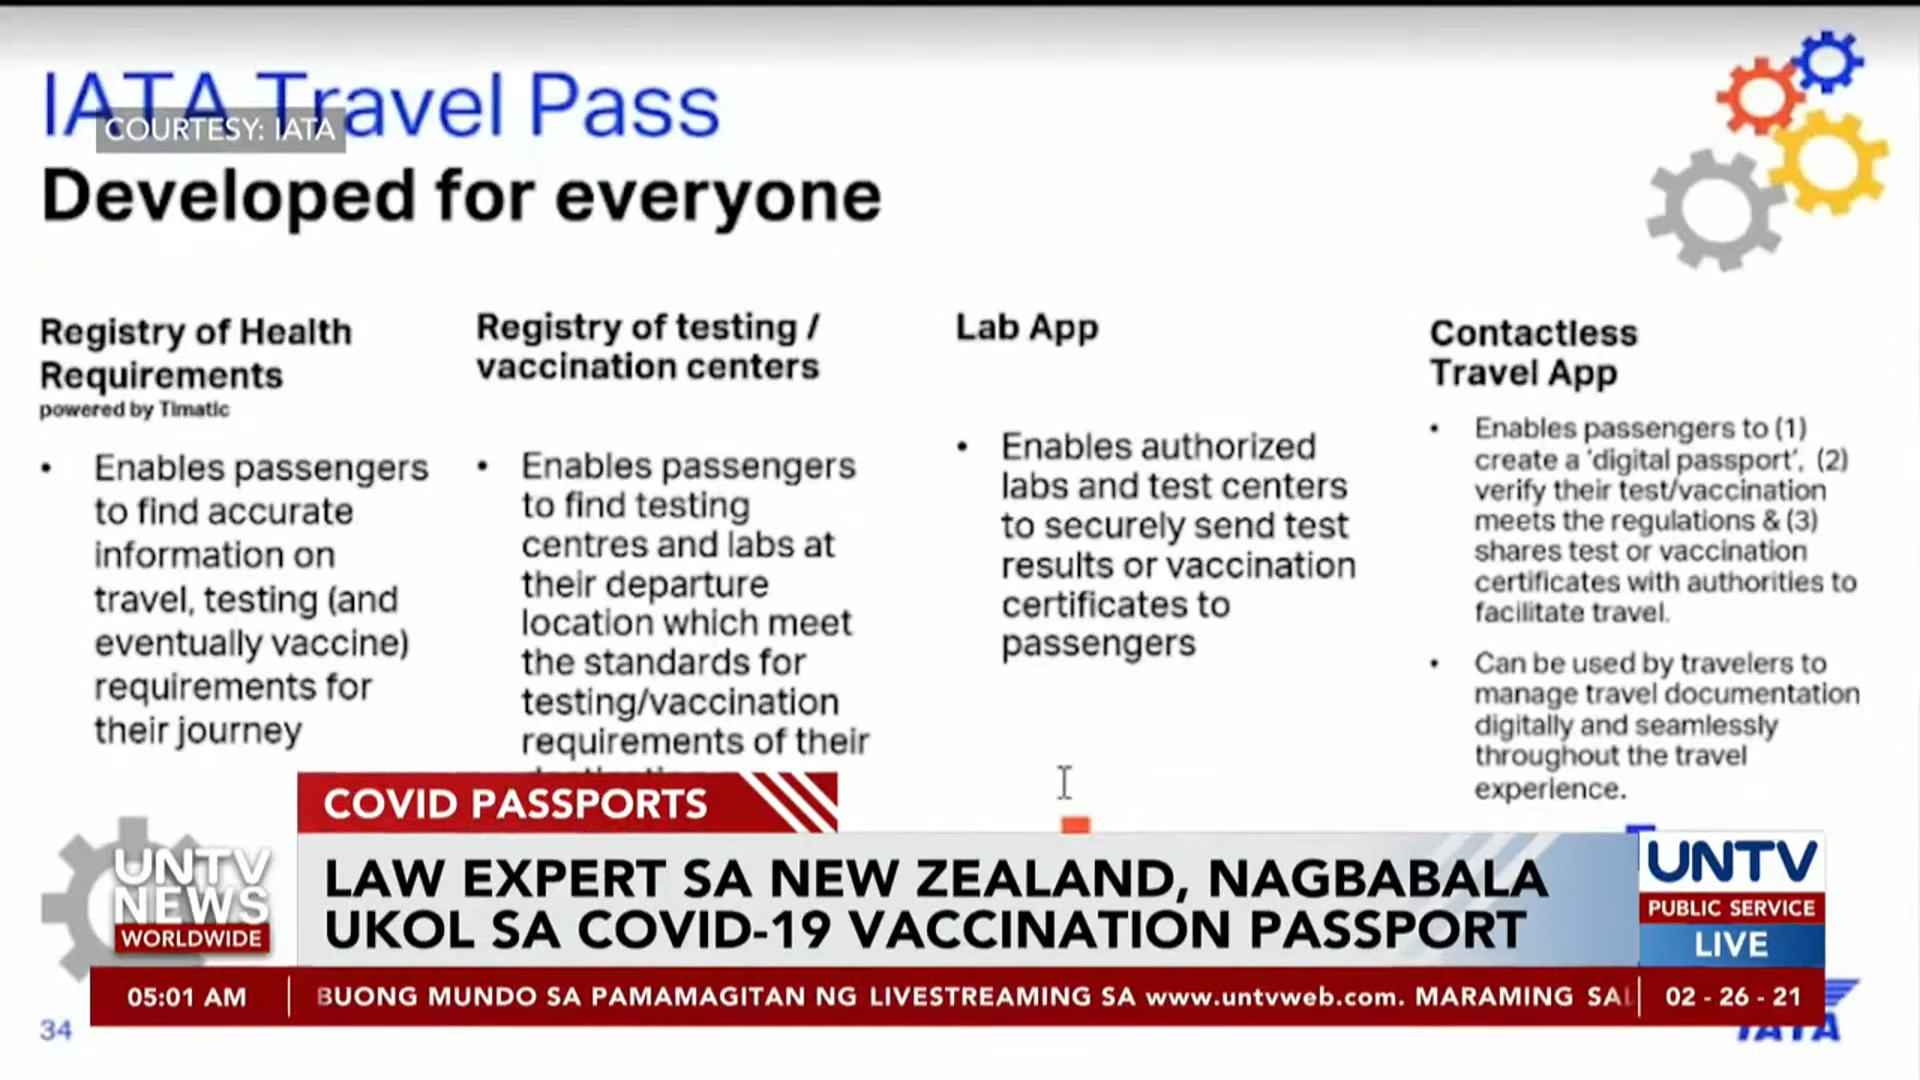 IATA Travel Pass
COURTESY: IATA
Developed for everyone
Registry of Health
Requirements
powered by Timatic
• Enables passengers
to find accurate
information on
travel, testing (and
eventually vaccine)
requirements for
their journey
Registry of testing /
vaccination centers
• Enables passengers
to find testing
centres and labs at
their departure
location which meet
the standards for
testing/vaccination
requirements of their
Lab App
• Enables authorized
labs and test centers
to securely send test
results or vaccination
certificates to
passengers
Contactless
Travel App
• Enables passengers to (1)
create a 'digital passport', (2)
verify their test/vaccination
meets the regulations & (3)
shares test or vaccination
certificates with authorities to
facilitate travel.
• Can be used by travelers to
manage travel documentation
digitally and seamlessly
throughout the travel
experience.
COVID PASSPORTS
UNTV
NEWS
WORLDWIDE
LAW EXPERT SA NEW ZEALAND, NAGBABALA
UKOL SA COVID-19 VACCINATION PASSPORT
UNTV
PUBLIC SERVICE
LIVE
05:01 AM
BUONG MUNDO SA PAMAMAGITAN NG LIVESTREAMING SA www.untvweb.com. MARAMING SAL
02 - 26 - 21
34
IATA